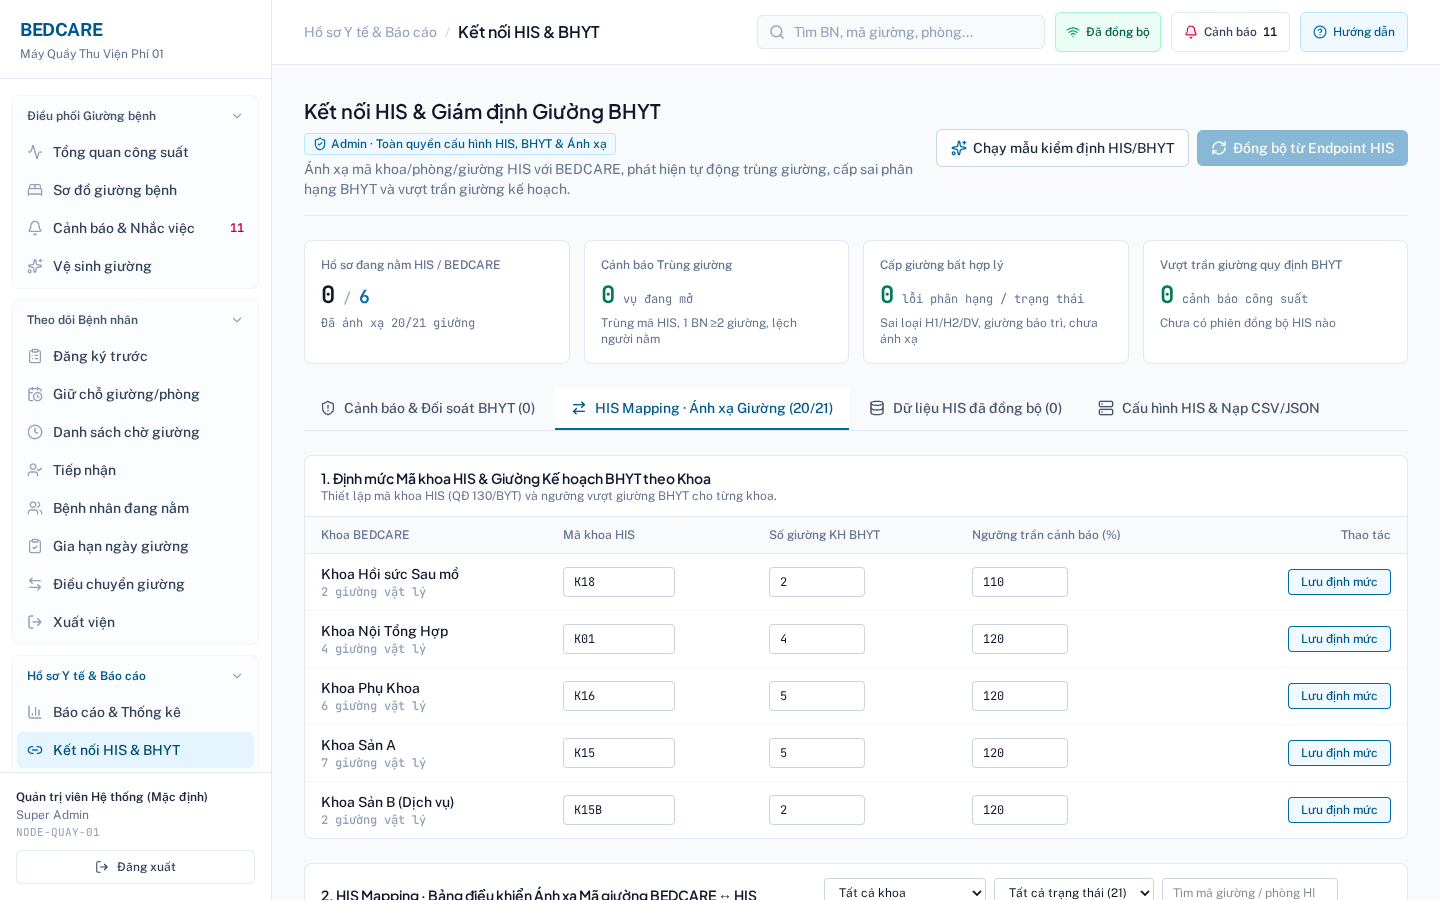 BEDCARE
Máy Quầy Thu Viện Phí 01
Điều phối Giường bệnh
Tổng quan công suất
Sơ đồ giường bệnh
Cảnh báo & Nhắc việc 11
Vệ sinh giường
Theo dõi Bệnh nhân
Đăng ký trước
Giữ chỗ giường/phòng
Danh sách chờ giường
Tiếp nhận
Bệnh nhân đang nằm
Gia hạn ngày giường
Điều chuyển giường
Xuất viện
Hồ sơ Y tế & Báo cáo
Báo cáo & Thống kê
Kết nối HIS & BHYT
Quản trị viên Hệ thống (Mặc định)
Super Admin
NODE-QUAY-01
Đăng xuất
Hồ sơ Y tế & Báo cáo / Kết nối HIS & BHYT
Tìm BN, mã giường, phòng...
Đã đồng bộ
Cảnh báo 11
Hướng dẫn
Kết nối HIS & Giám định Giường BHYT
Admin · Toàn quyền cấu hình HIS, BHYT & Ánh xạ
Ánh xạ mã khoa/phòng/giường HIS với BEDCARE, phát hiện tự động trùng giường, cấp sai phân
hạng BHYT và vượt trần giường kế hoạch.
Chạy mẫu kiểm định HIS/BHYT
Đồng bộ từ Endpoint HIS
Hồ sơ đang nằm HIS / BEDCARE
0 / 6
Đã ánh xạ 20/21 giường
Cảnh báo Trùng giường
0 vụ đang mở
Trùng mã HIS, 1 BN ≥2 giường, lệch
người nằm
Cấp giường bất hợp lý
0 lỗi phân hạng / trạng thái
Sai loại H1/H2/DV, giường bảo trì, chưa
ánh xạ
Vượt trần giường quy định BHYT
0 cảnh báo công suất
Chưa có phiên đồng bộ HIS nào
Cảnh báo & Đối soát BHYT (0)
HIS Mapping · Ánh xạ Giường (20/21)
Dữ liệu HIS đã đồng bộ (0)
Cấu hình HIS & Nạp CSV/JSON
1. Định mức Mã khoa HIS & Giường Kế hoạch BHYT theo Khoa
Thiết lập mã khoa HIS (QĐ 130/BYT) và ngưỡng vượt giường BHYT cho từng khoa.
Khoa BEDCARE Mã khoa HIS Số giường KH BHYT Ngưỡng trần cảnh báo (%) Thao tác
Khoa Hồi sức Sau mổ
2 giường vật lý
K18 2 110 Lưu định mức
Khoa Nội Tổng Hợp
4 giường vật lý
K01 4 120 Lưu định mức
Khoa Phụ Khoa
6 giường vật lý
K16 5 120 Lưu định mức
Khoa Sản A
7 giường vật lý
K15 5 120 Lưu định mức
Khoa Sản B (Dịch vụ)
2 giường vật lý
K15B 2 120 Lưu định mức
2. HIS Mapping · Bảng điều khiển Ánh xạ Mã giường BEDCARE ↔ HIS
Tất cả khoa
Tất cả trạng thái (21)
Tìm mã giường / phòng HI